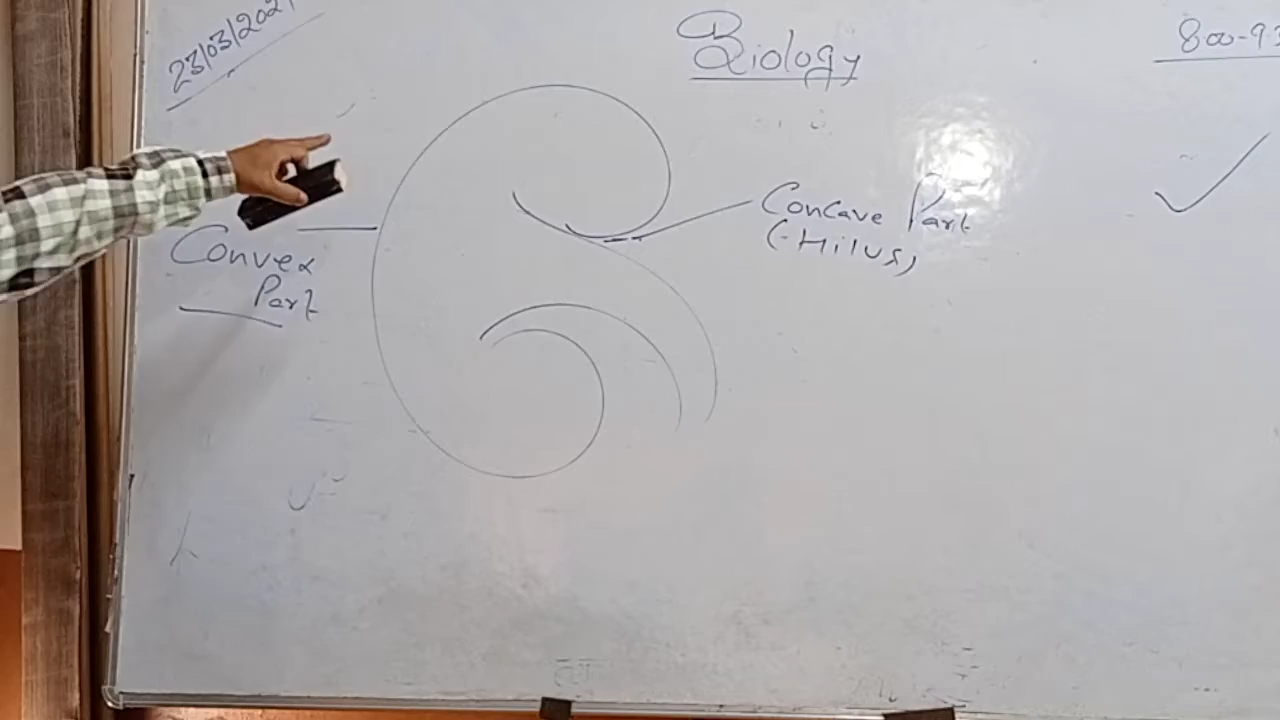 23/03/2021
Biology
Concave Part
(Hilus)
Convex
Part